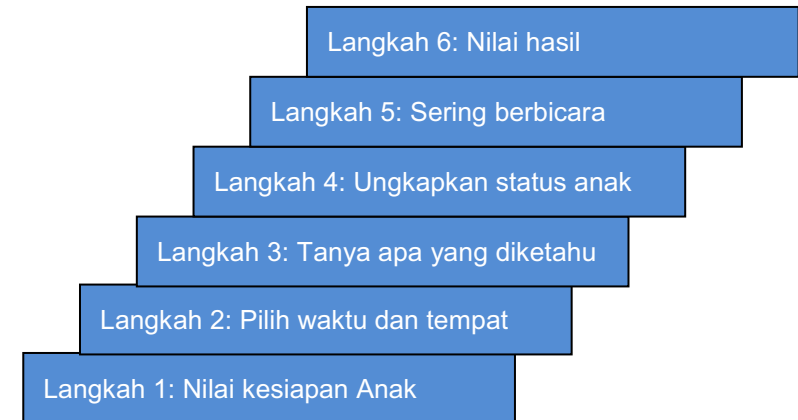 Langkah 6: Nilai hasil
Langkah 5: Sering berbicara
Langkah 4: Ungkapkan status anak
Langkah 3: Tanya apa yang diketahu
Langkah 2: Pilih waktu dan tempat
Langkah 1: Nilai kesiapan Anak